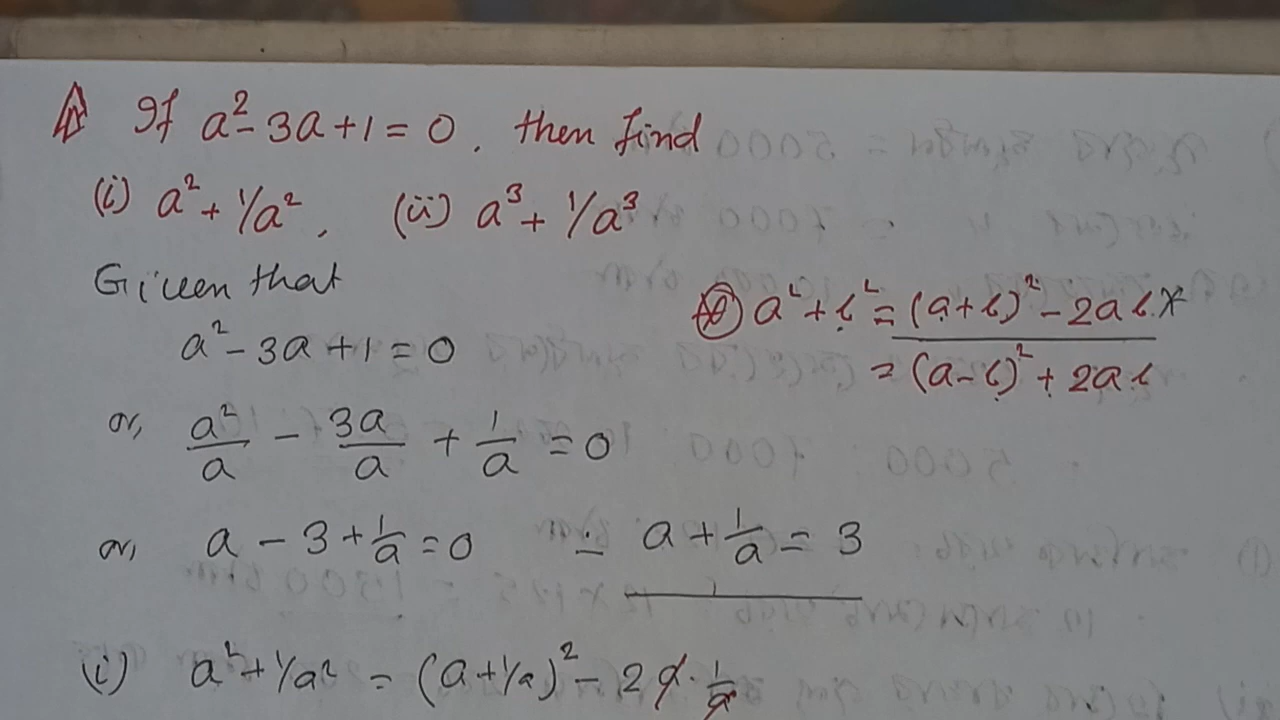 If a² - 3a + 1 = 0, then find
(i) a² + 1/a², (ii) a³ + 1/a³
Given that
a² - 3a + 1 = 0
a² + b² = (a+b)² - 2ab
= (a-b)² + 2ab
or, a²/a - 3a/a + 1/a = 0
or, a - 3 + 1/a = 0 ∴ a + 1/a = 3
(i) a² + 1/a² = (a + 1/a)² - 2a·1/a